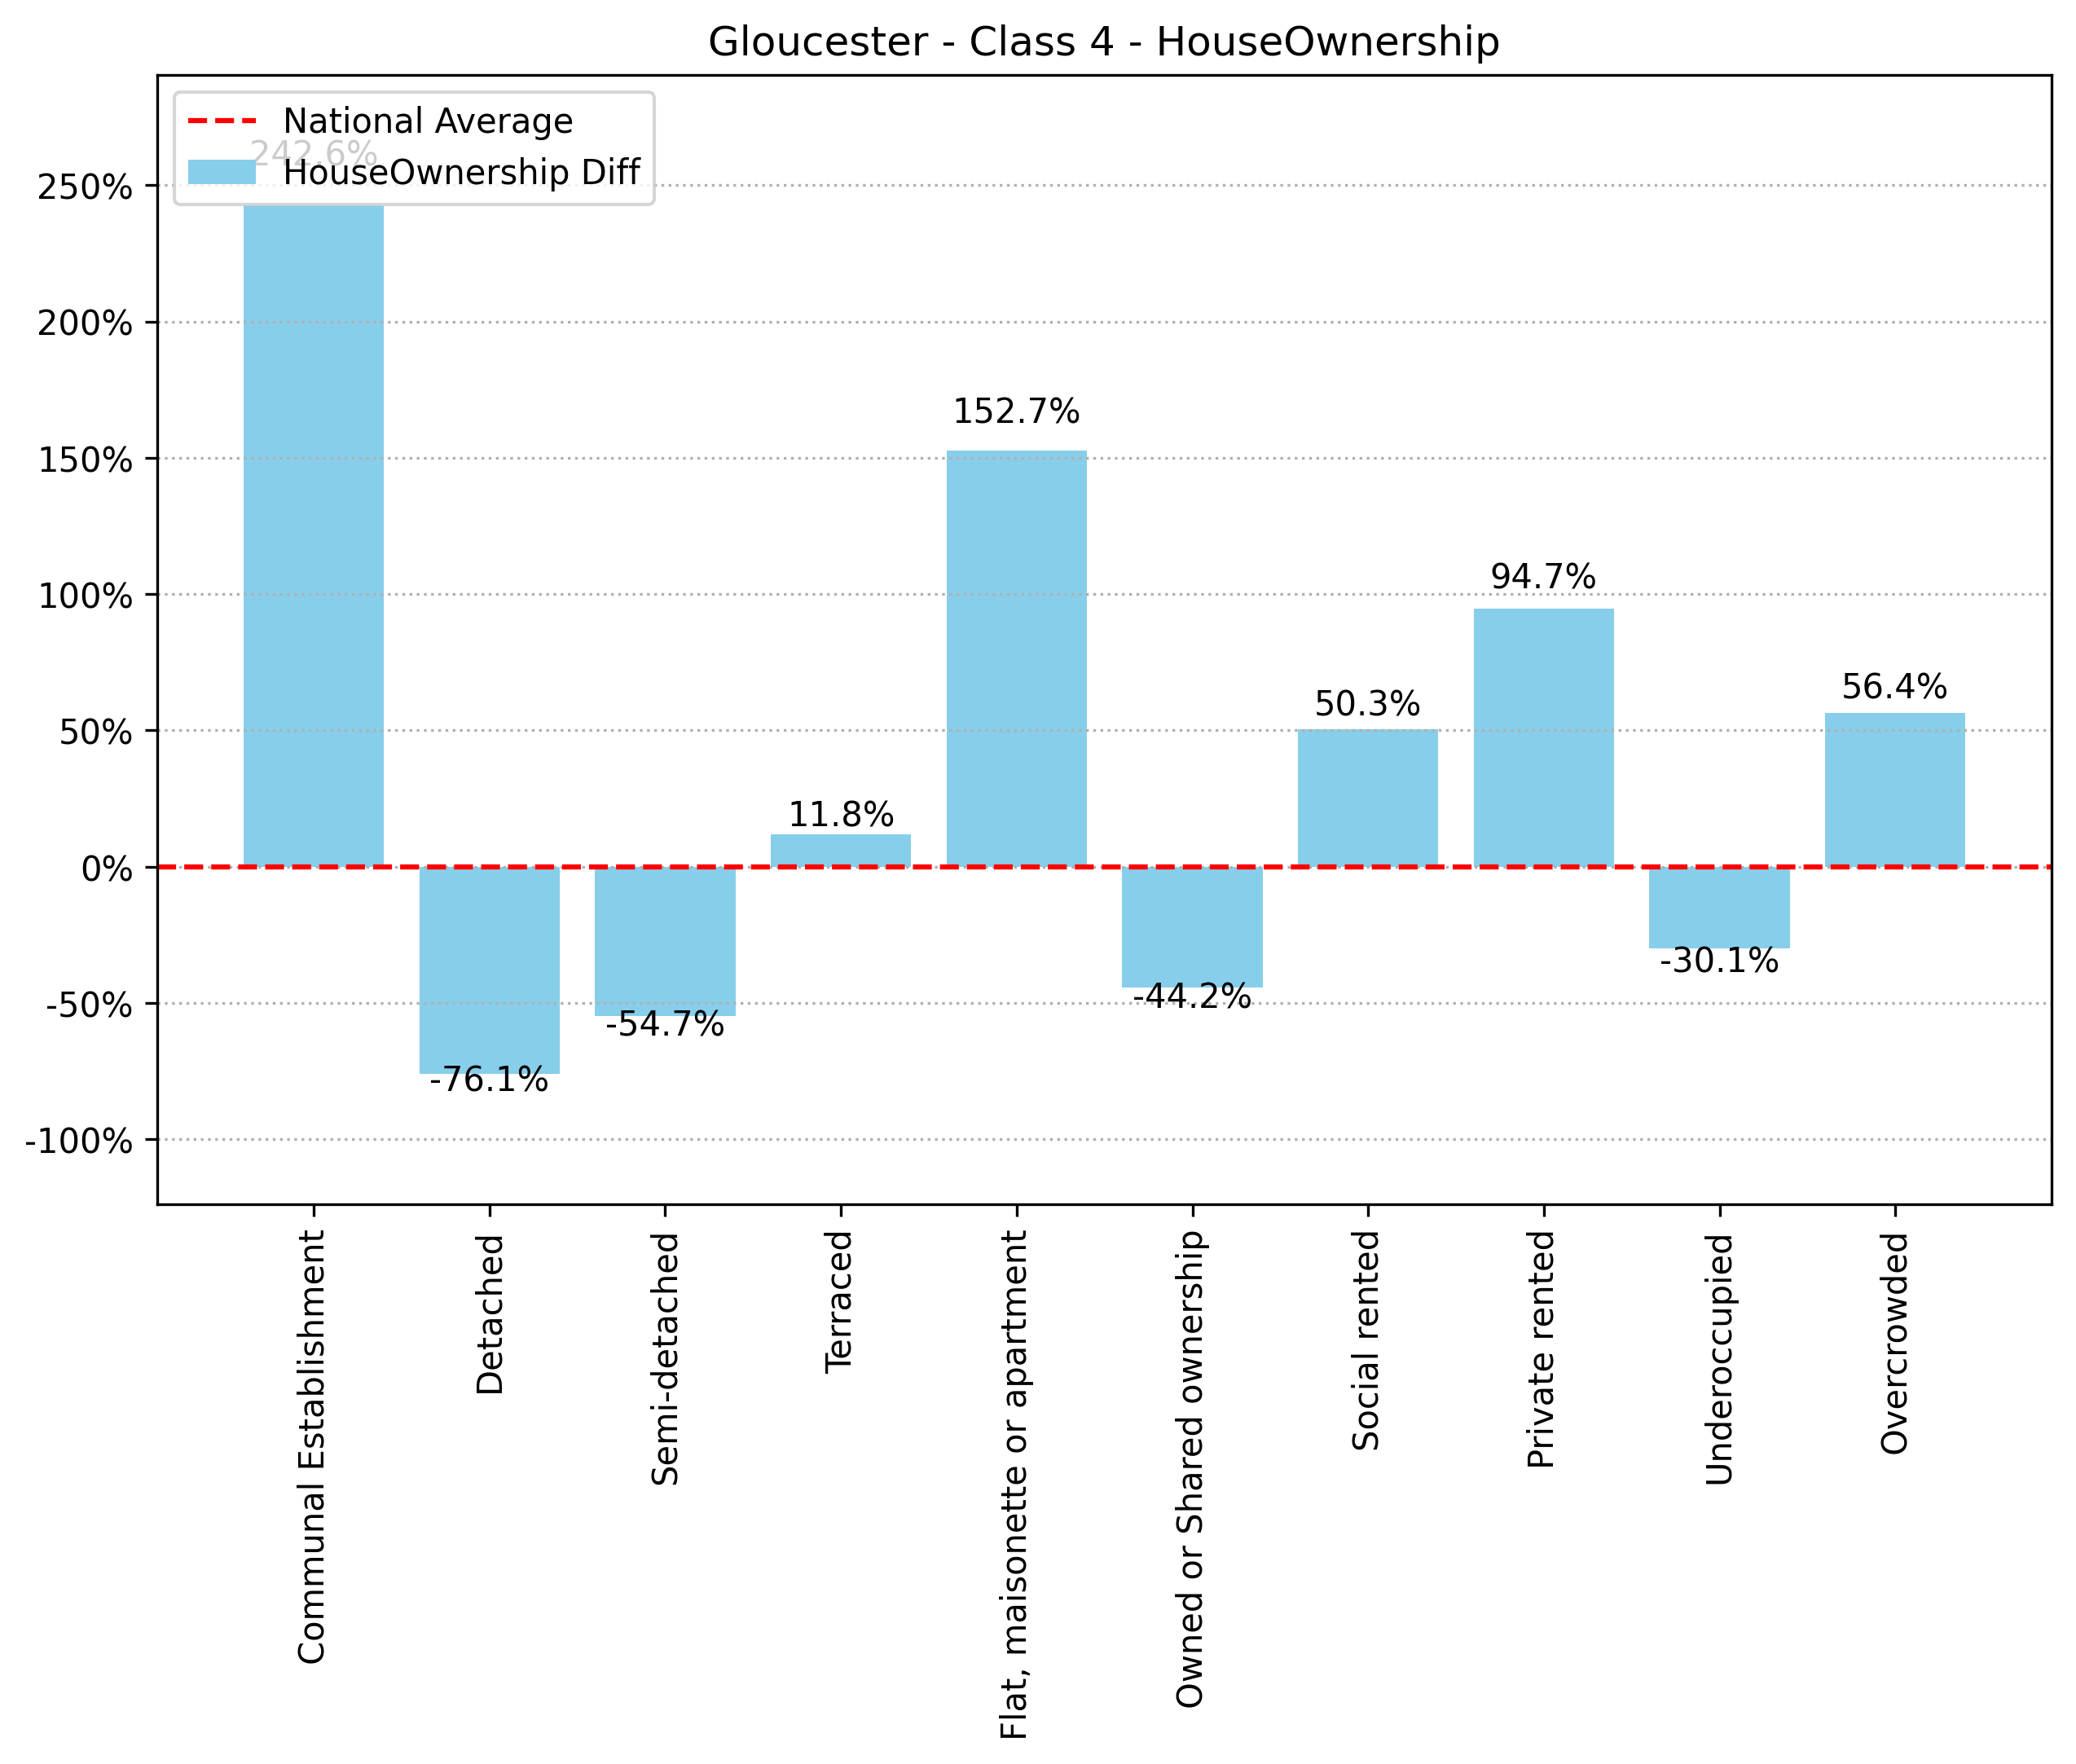 Gloucester - Class 4 - HouseOwnership
National Average
HouseOwnership Diff
242.6%
250%
200%
150%
100%
50%
0%
-50%
-100%
-76.1%
-54.7%
11.8%
152.7%
-44.2%
50.3%
94.7%
-30.1%
56.4%
Communal Establishment
Detached
Semi-detached
Terraced
Flat, maisonette or apartment
Owned or Shared ownership
Social rented
Private rented
Underoccupied
Overcrowded